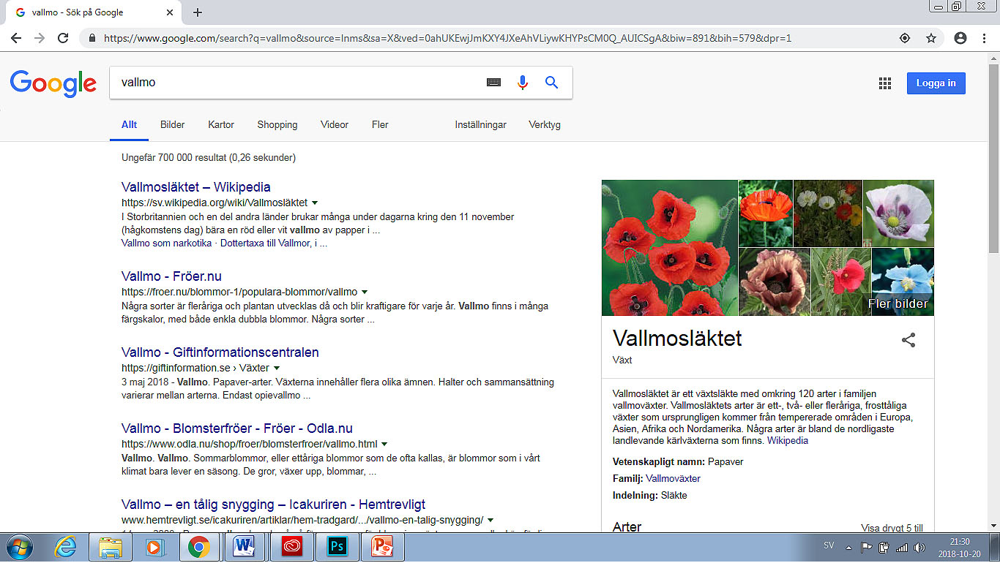 vallmo - Sök på Google
https://www.google.com/search?q=vallmo&source=lnms&sa=X&ved=0ahUKEwjJmKXY4JXeAhVLiywKHYPsCM0Q_AUICSgA&biw=891&bih=579&dpr=1
Google
vallmo
Logga in
Allt Bilder Kartor Shopping Videor Fler Inställningar Verktyg
Ungefär 700 000 resultat (0,26 sekunder)
Vallmosläktet – Wikipedia
https://sv.wikipedia.org/wiki/Vallmosläktet
I Storbritannien och en del andra länder brukar många under dagarna kring den 11 november
(hågkomstens dag) bära en röd eller vit vallmo av papper i ...
Vallmo som narkotika · Dottertaxa till Vallmor, i ...
Vallmo - Fröer.nu
https://froer.nu/blommor-1/populara-blommor/vallmo
Några sorter är fleråriga och plantan utvecklas då och blir kraftigare för varje år. Vallmo finns i många
färgskalor, med både enkla dubbla blommor. Några sorter ...
Vallmo - Giftinformationscentralen
https://giftinformation.se › Växter
3 maj 2018 - Vallmo. Papaver-arter. Växterna innehåller flera olika ämnen. Halter och sammansättning
varierar mellan arterna. Endast opievallmo ...
Vallmo - Blomsterfröer - Fröer - Odla.nu
https://www.odla.nu/shop/froer/blomsterfroer/vallmo.html
Vallmo. Vallmo. Sommarblommor, eller ettåriga blommor som de ofta kallas, är blommor som i vårt
klimat bara lever en säsong. De gror, växer upp, blommar, ...
Vallmo – en tålig snygging – Icakuriren - Hemtrevligt
www.hemtrevligt.se/icakuriren/artiklar/hem-tradgard/.../vallmo-en-talig-snygging/
Fler bilder
Vallmosläktet
Växt
Vallmosläktet är ett växtsläkte med omkring 120 arter i familjen
vallmoväxter. Vallmosläktets arter är ett-, två- eller fleråriga, frosttåliga
växter som ursprungligen kommer från tempererade områden i Europa,
Asien, Afrika och Nordamerika. Några arter är bland de nordligaste
landlevande kärlväxterna som finns. Wikipedia
Vetenskapligt namn: Papaver
Familj: Vallmoväxter
Indelning: Släkte
Arter Visa drygt 5 till
W Ps P
SV
21:30
2018-10-20